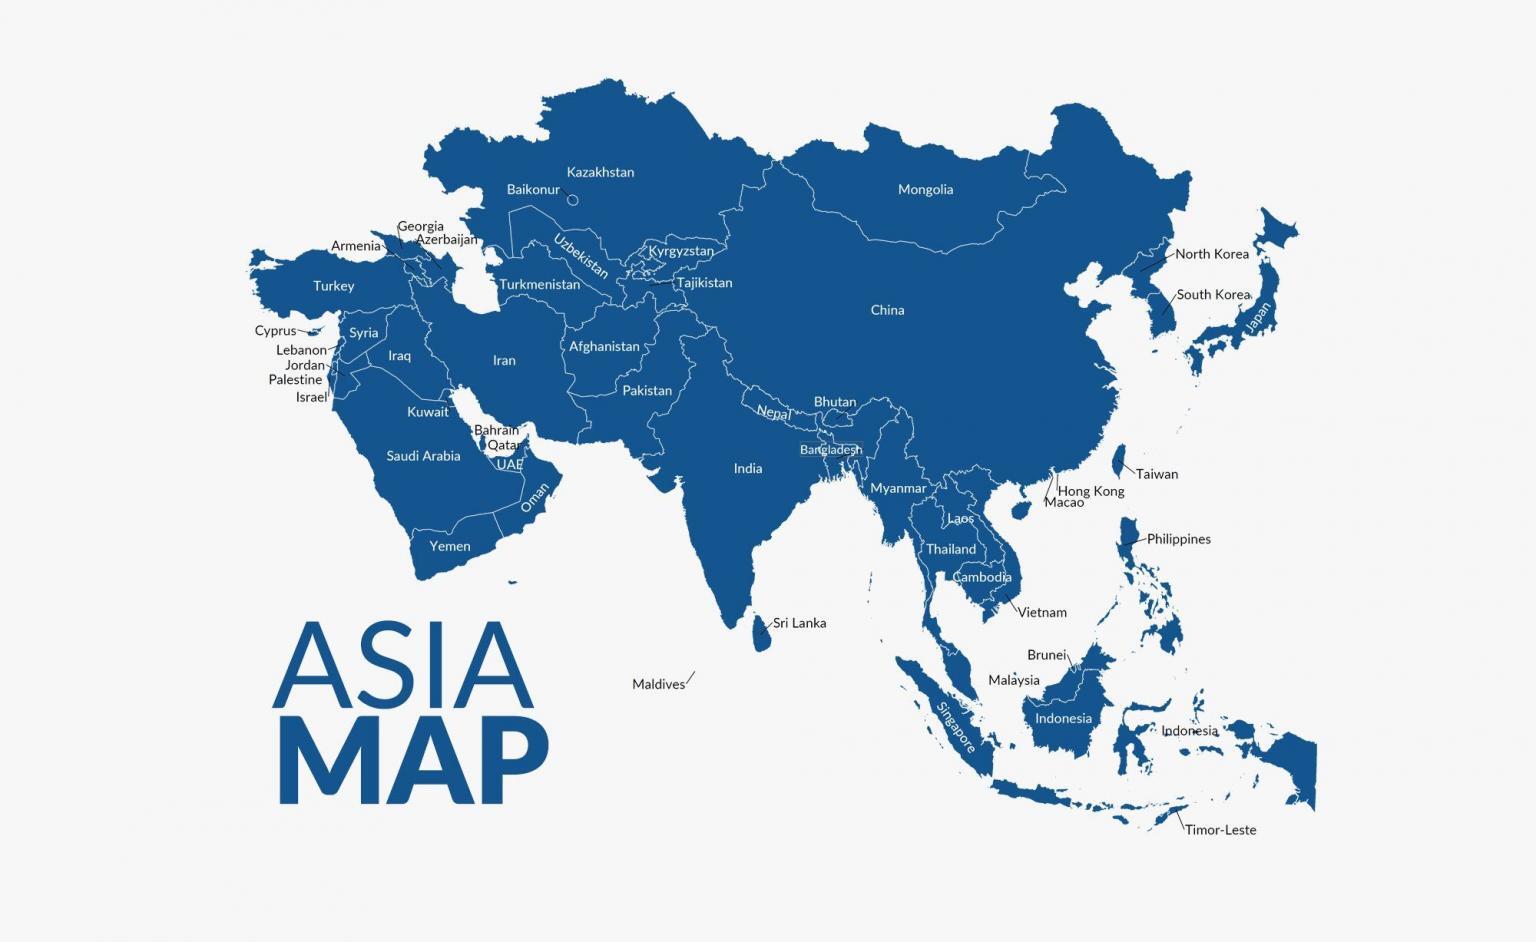 Kazakhstan
Baikonur
Mongolia
Georgia
Azerbaijan
Armenia
Uzbekistan
Kyrgyzstan
North Korea
Turkey
Turkmenistan
Tajikistan
South Korea
China
Japan
Cyprus
Syria
Lebanon
Iraq
Iran
Afghanistan
Jordan
Palestine
Israel
Pakistan
Kuwait
Nepal
Bhutan
Bahrain
Qatar
Saudi Arabia
UAE
India
Bangladesh
Taiwan
Oman
Myanmar
Hong Kong
Macao
Laos
Yemen
Thailand
Philippines
Cambodia
Vietnam
Sri Lanka
Maldives
Brunei
Malaysia
Singapore
Indonesia
Indonesia
Timor-Leste
ASIA
MAP